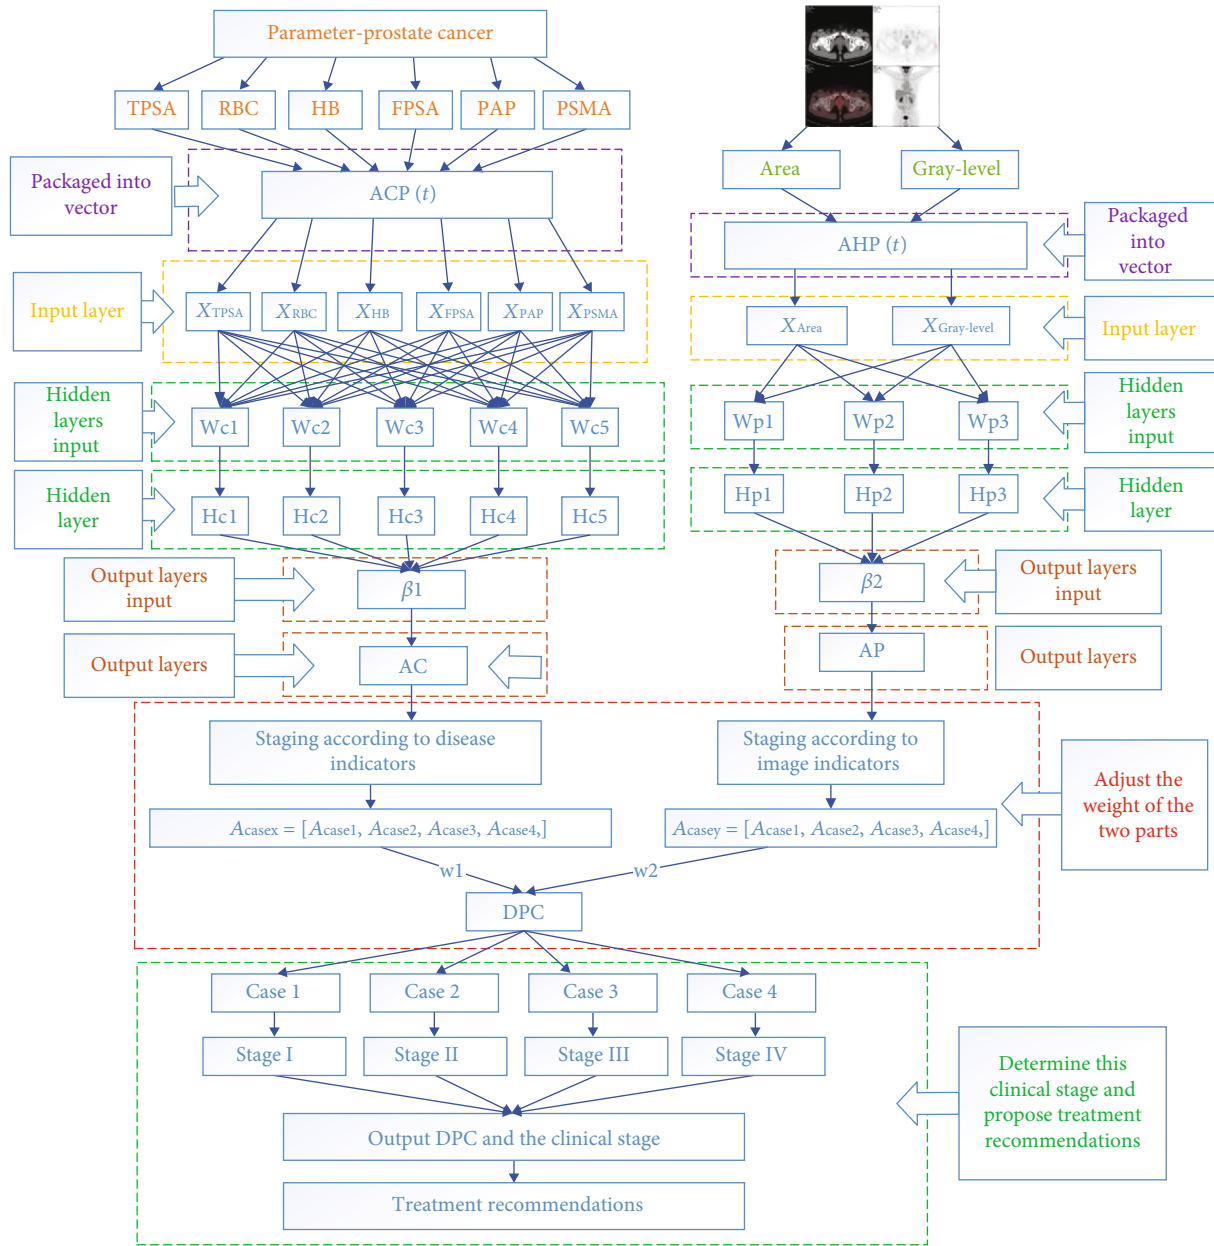 Parameter-prostate cancer
TPSA
RBC
HB
FPSA
PAP
PSMA
Area
Gray-level
Packaged into
vector
ACP (t)
AHP (t)
Packaged
into
vector
Input layer
XTPSA
XRBC
XHB
XFPSA
XPAP
XPSMA
XArea
XGray-level
Input layer
Hidden
layers
input
Wc1
Wc2
Wc3
Wc4
Wc5
Wp1
Wp2
Wp3
Hidden
layers
input
Hidden
layer
Hc1
Hc2
Hc3
Hc4
Hc5
Hp1
Hp2
Hp3
Hidden
layer
Output layers
input
β1
β2
Output layers
input
Output layers
AC
AP
Output layers
Staging according to disease
indicators
Staging according to
image indicators
Adjust the
weight of the
two parts
Acasex = [Acase1, Acase2, Acase3, Acase4,]
Acasey = [Acase1, Acase2, Acase3, Acase4,]
w1
w2
DPC
Case 1
Case 2
Case 3
Case 4
Stage I
Stage II
Stage III
Stage IV
Determine this
clinical stage and
propose treatment
recommendations
Output DPC and the clinical stage
Treatment recommendations